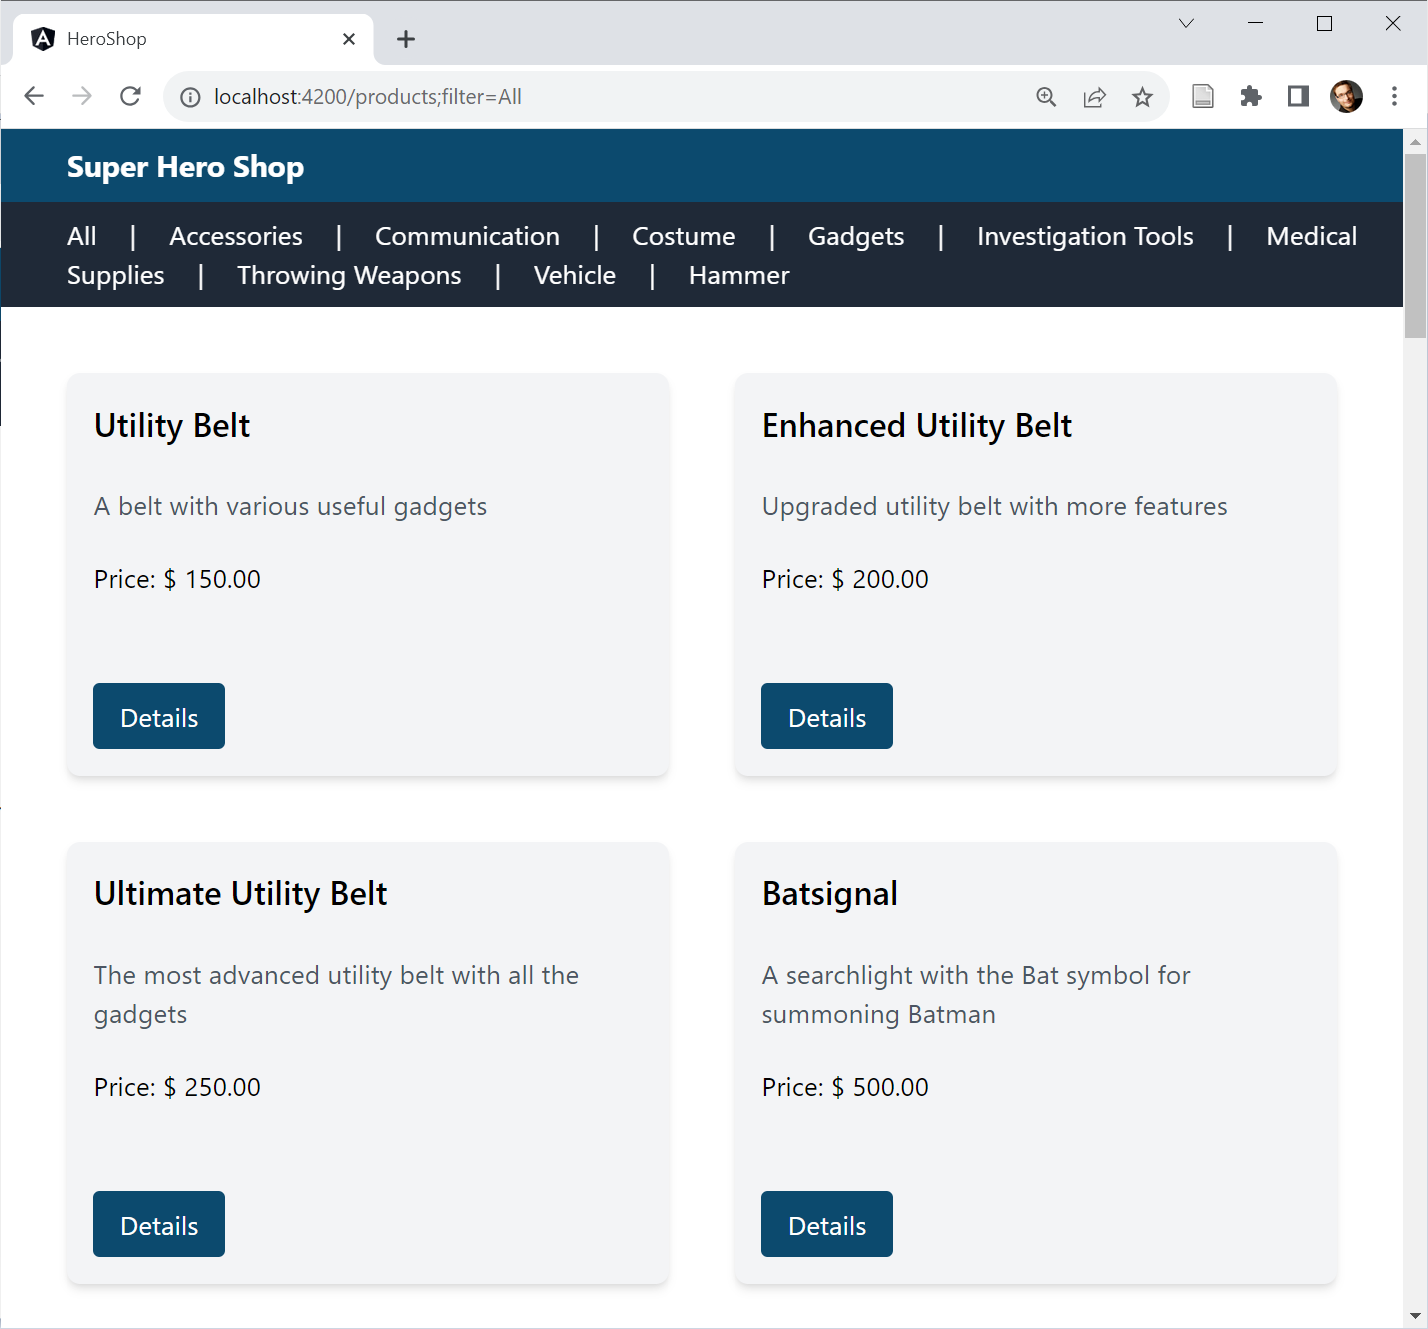 HeroShop
localhost:4200/products;filter=All
Super Hero Shop
All | Accessories | Communication | Costume | Gadgets | Investigation Tools | Medical
Supplies | Throwing Weapons | Vehicle | Hammer
Utility Belt
A belt with various useful gadgets
Price: $ 150.00
Details
Enhanced Utility Belt
Upgraded utility belt with more features
Price: $ 200.00
Details
Ultimate Utility Belt
The most advanced utility belt with all the
gadgets
Price: $ 250.00
Details
Batsignal
A searchlight with the Bat symbol for
summoning Batman
Price: $ 500.00
Details